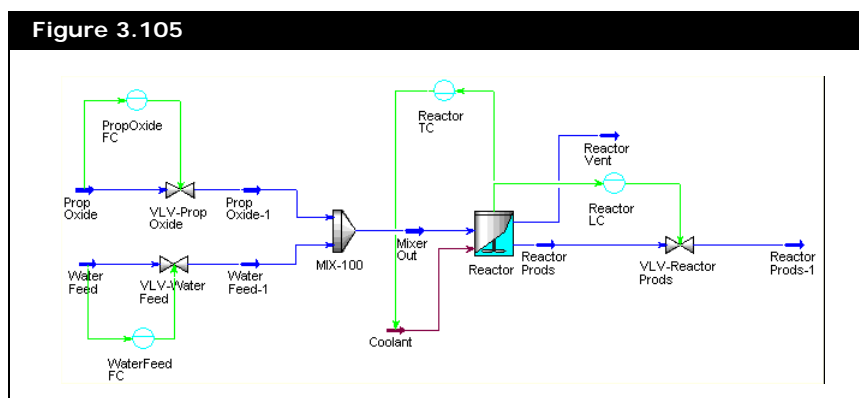 Figure 3.105
PropOxide
FC
Reactor
TC
Reactor
Vent
Reactor
LC
Prop
Oxide
VLV-Prop
Oxide
Prop
Oxide-1
MIX-100
Mixer
Out
Reactor
Reactor
Prods
VLV-Reactor
Prods
Reactor
Prods-1
Water
Feed
VLV-Water
Feed
Water
Feed-1
Coolant
WaterFeed
FC